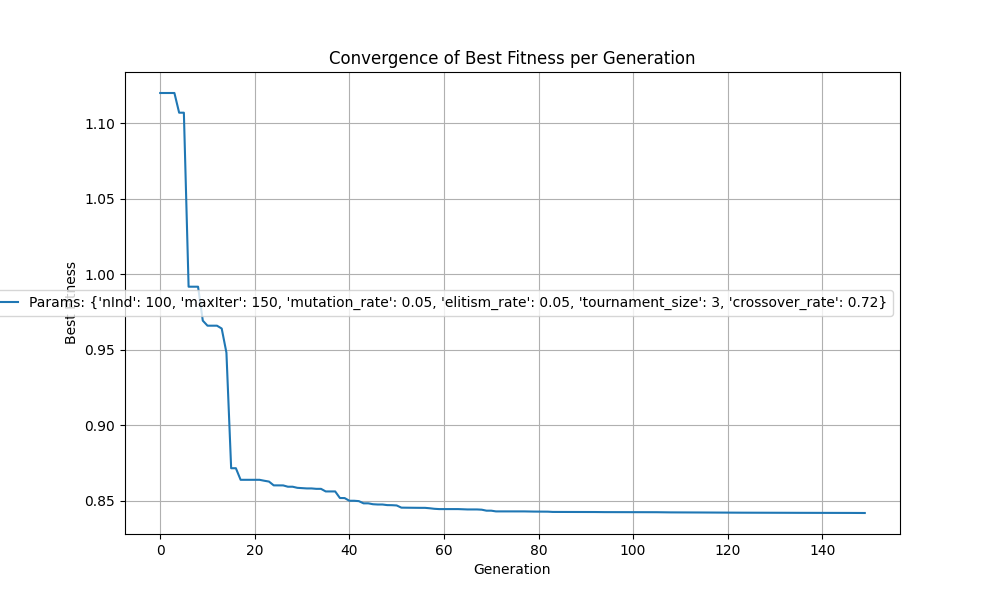 Convergence of Best Fitness per Generation
1.10
1.05
1.00
0.95
0.90
0.85
Best
Params: {'nInd': 100, 'maxIter': 150, 'mutation_rate': 0.05, 'elitism_rate': 0.05, 'tournament_size': 3, 'crossover_rate': 0.72}
0 20 40 60 80 100 120 140
Generation